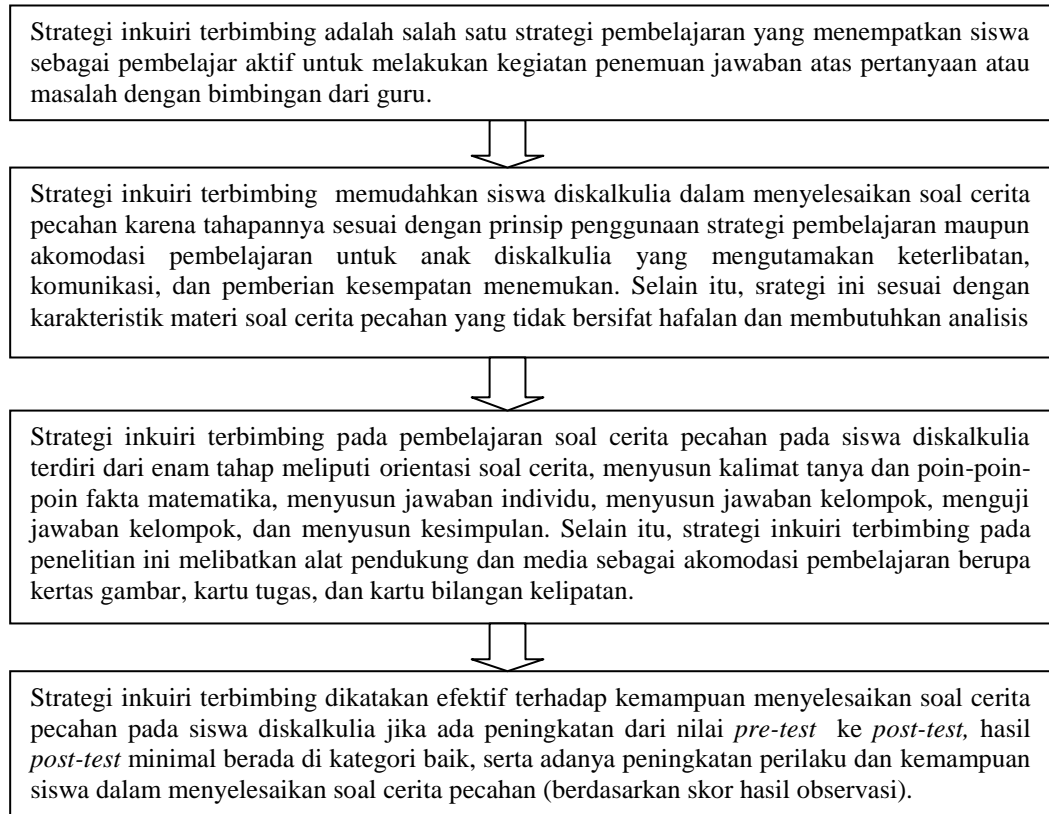 Strategi inkuiri terbimbing adalah salah satu strategi pembelajaran yang menempatkan siswa
sebagai pembelajar aktif untuk melakukan kegiatan penemuan jawaban atas pertanyaan atau
masalah dengan bimbingan dari guru.
Strategi inkuiri terbimbing memudahkan siswa diskalkulia dalam menyelesaikan soal cerita
pecahan karena tahapannya sesuai dengan prinsip penggunaan strategi pembelajaran maupun
akomodasi pembelajaran untuk anak diskalkulia yang mengutamakan keterlibatan,
komunikasi, dan pemberian kesempatan menemukan. Selain itu, srategi ini sesuai dengan
karakteristik materi soal cerita pecahan yang tidak bersifat hafalan dan membutuhkan analisis
Strategi inkuiri terbimbing pada pembelajaran soal cerita pecahan pada siswa diskalkulia
terdiri dari enam tahap meliputi orientasi soal cerita, menyusun kalimat tanya dan poin-poin-
poin fakta matematika, menyusun jawaban individu, menyusun jawaban kelompok, menguji
jawaban kelompok, dan menyusun kesimpulan. Selain itu, strategi inkuiri terbimbing pada
penelitian ini melibatkan alat pendukung dan media sebagai akomodasi pembelajaran berupa
kertas gambar, kartu tugas, dan kartu bilangan kelipatan.
Strategi inkuiri terbimbing dikatakan efektif terhadap kemampuan menyelesaikan soal cerita
pecahan pada siswa diskalkulia jika ada peningkatan dari nilai pre-test ke post-test, hasil
post-test minimal berada di kategori baik, serta adanya peningkatan perilaku dan kemampuan
siswa dalam menyelesaikan soal cerita pecahan (berdasarkan skor hasil observasi).